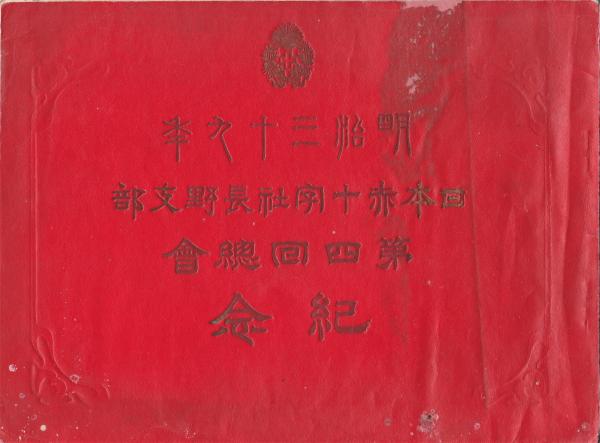 明治三十九年
日本赤十字社長野支部
第四回總會
紀念